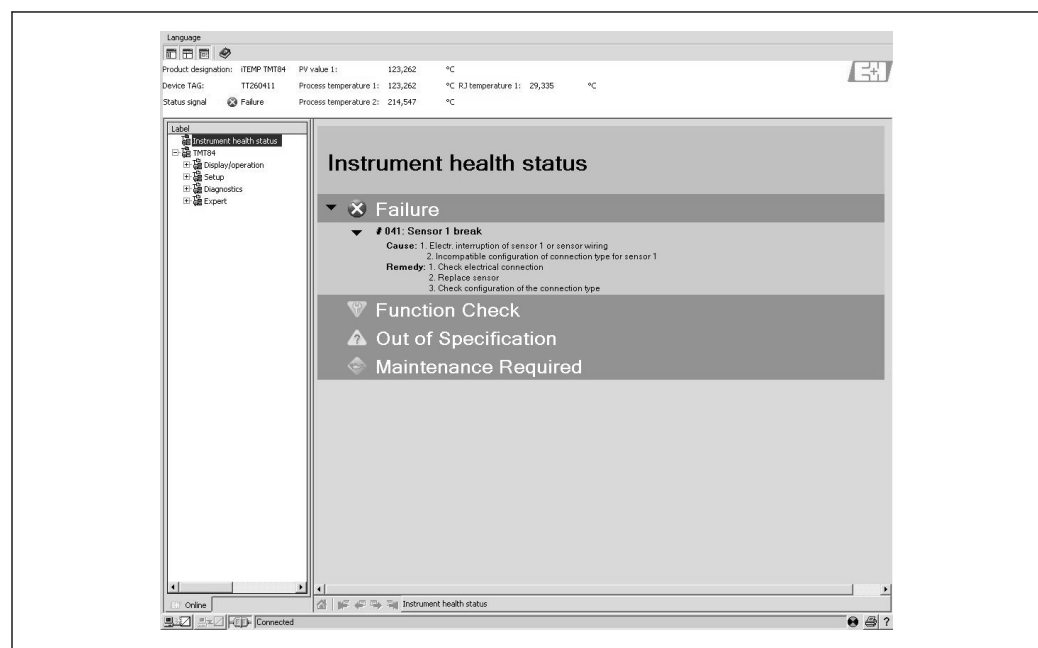 Language
Product designation: iTEMP TMT84 PV value 1: 123,262 °C
Device TAG: TT260411 Process temperature 1: 123,262 °C RJ temperature 1: 29,335 °C
Status signal Failure Process temperature 2: 214,547 °C
E+H
Label
Instrument health status
TMT84
Display/operation
Setup
Diagnostics
Expert
Instrument health status
Failure
041: Sensor 1 break
Cause: 1. Electr. interruption of sensor 1 or sensor wiring
2. Incompatible configuration of connection type for sensor 1
Remedy: 1. Check electrical connection
2. Replace sensor
3. Check configuration of the connection type
Function Check
Out of Specification
Maintenance Required
Online
Instrument health status
Connected